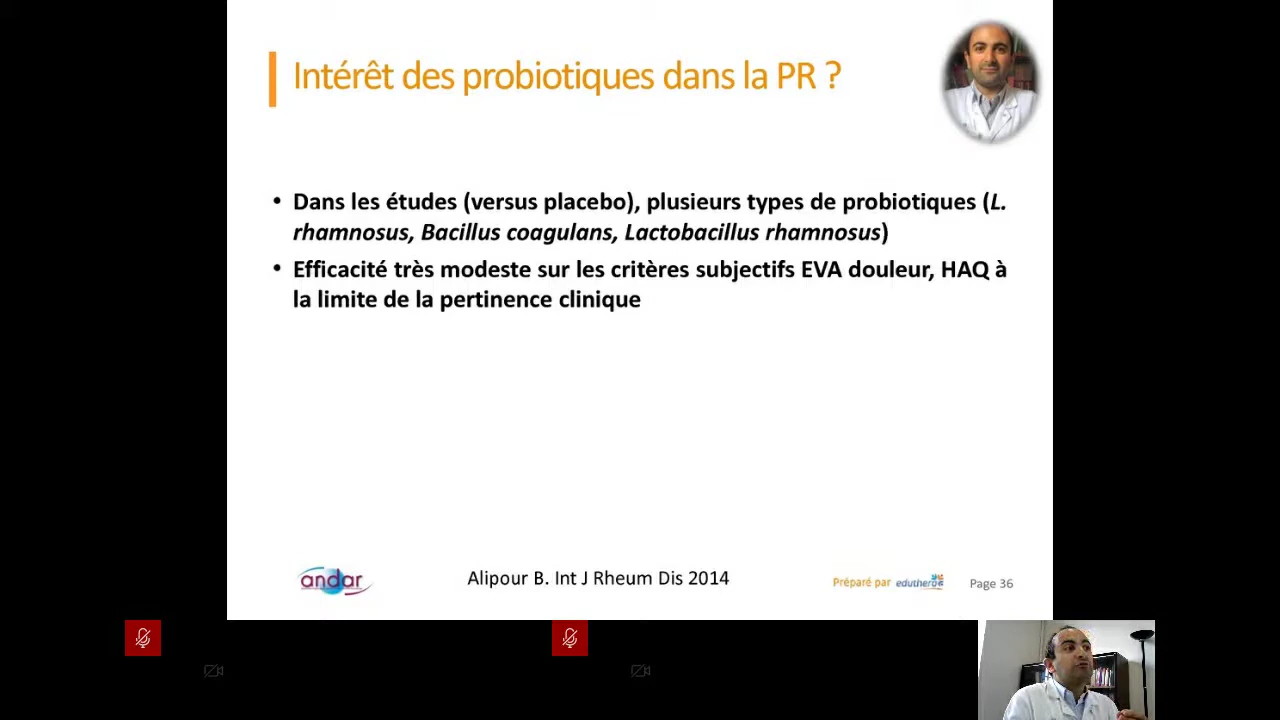 Intérêt des probiotiques dans la PR ?
• Dans les études (versus placebo), plusieurs types de probiotiques (L.
rhamnosus, Bacillus coagulans, Lactobacillus rhamnosus)
• Efficacité très modeste sur les critères subjectifs EVA douleur, HAQ à
la limite de la pertinence clinique
andar
Alipour B. Int J Rheum Dis 2014
Préparé par eduthera
Page 36